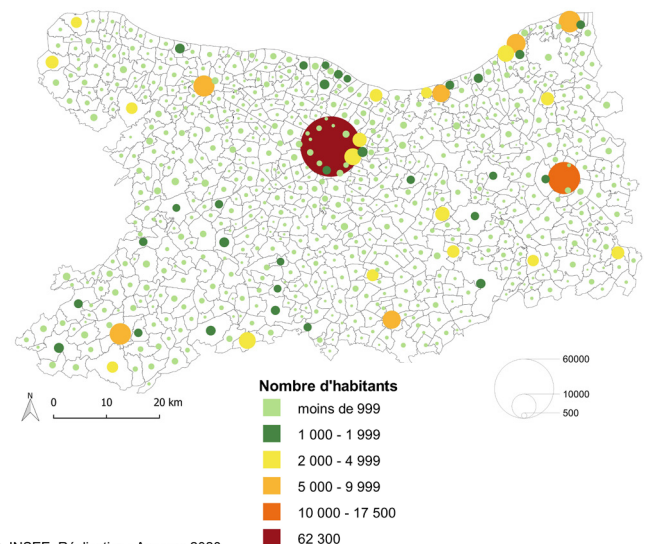 60000
10000
500
Nombre d'habitants
N
0 10 20 km
moins de 999
1 000 - 1 999
2 000 - 4 999
5 000 - 9 999
10 000 - 17 500
62 300